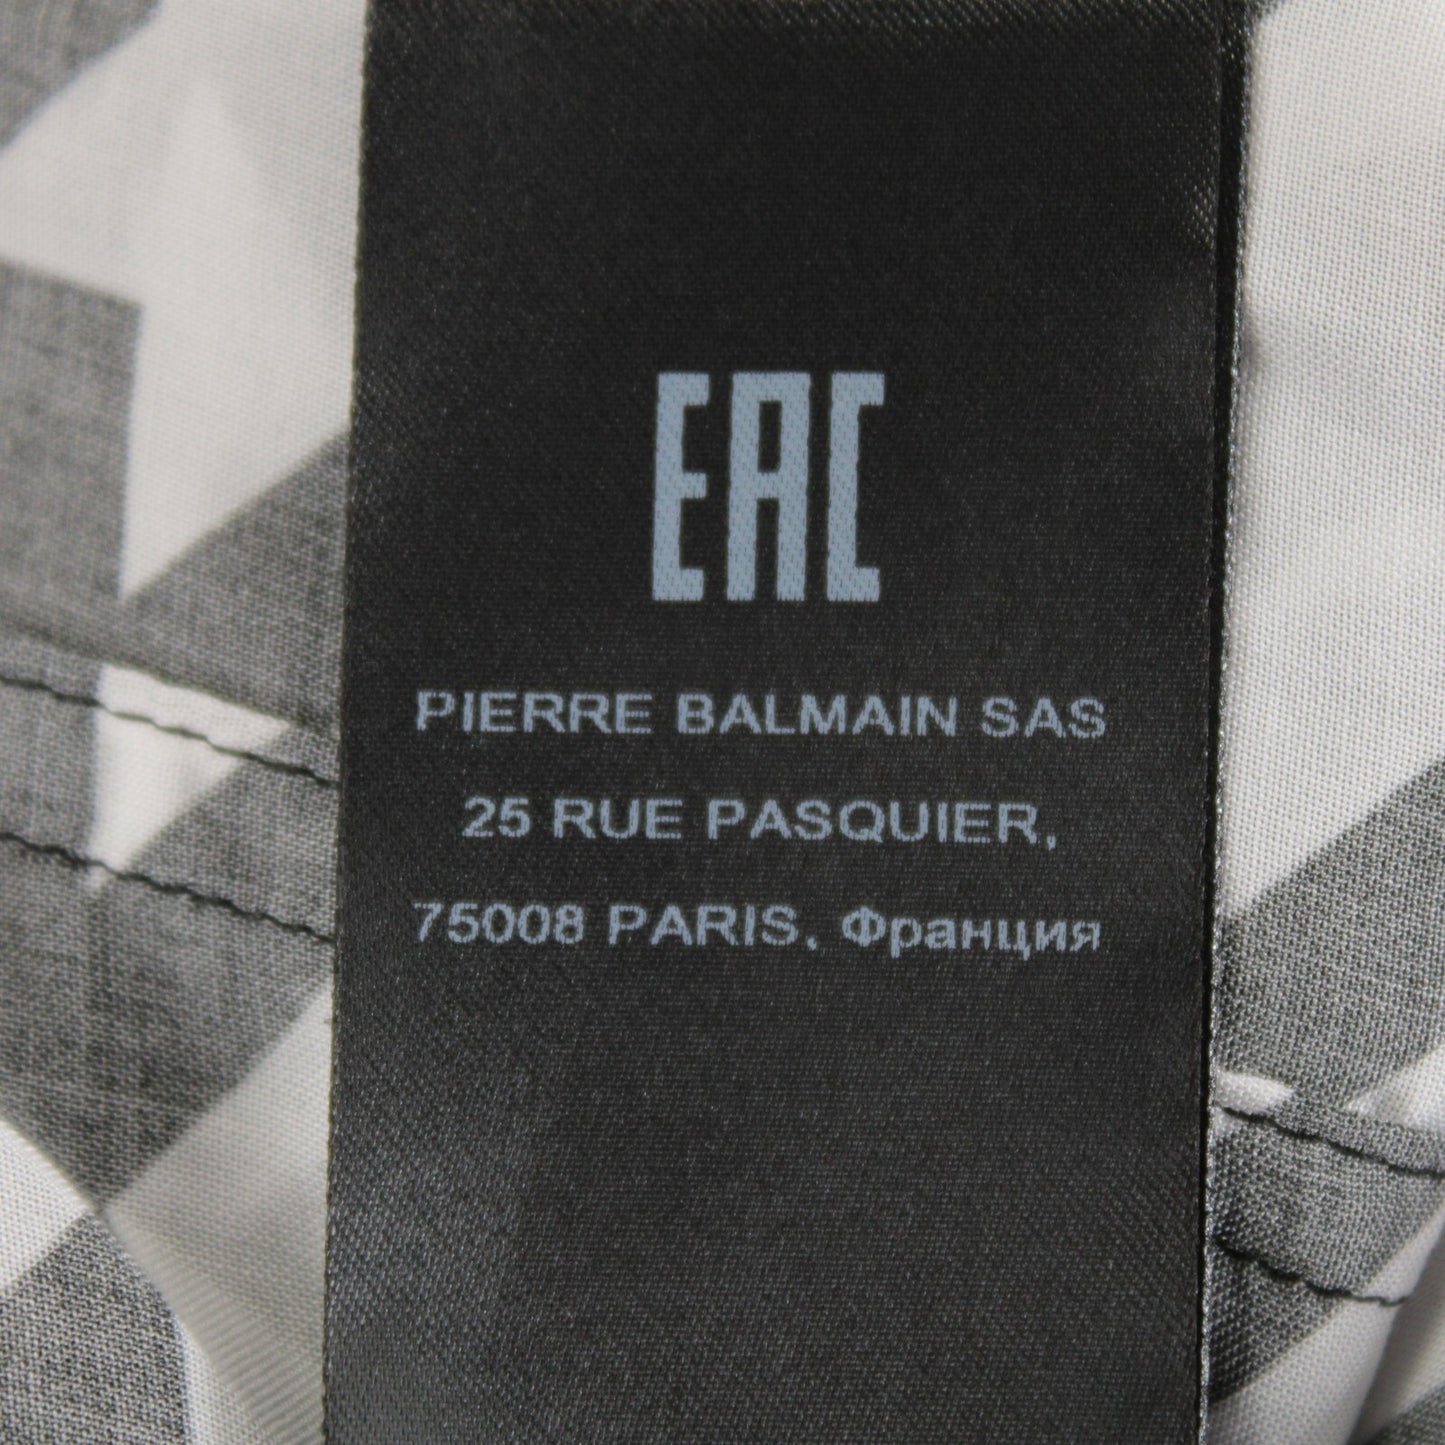 EAC
PIERRE BALMAIN SAS
25 RUE PASQUIER,
75008 PARIS, Франция